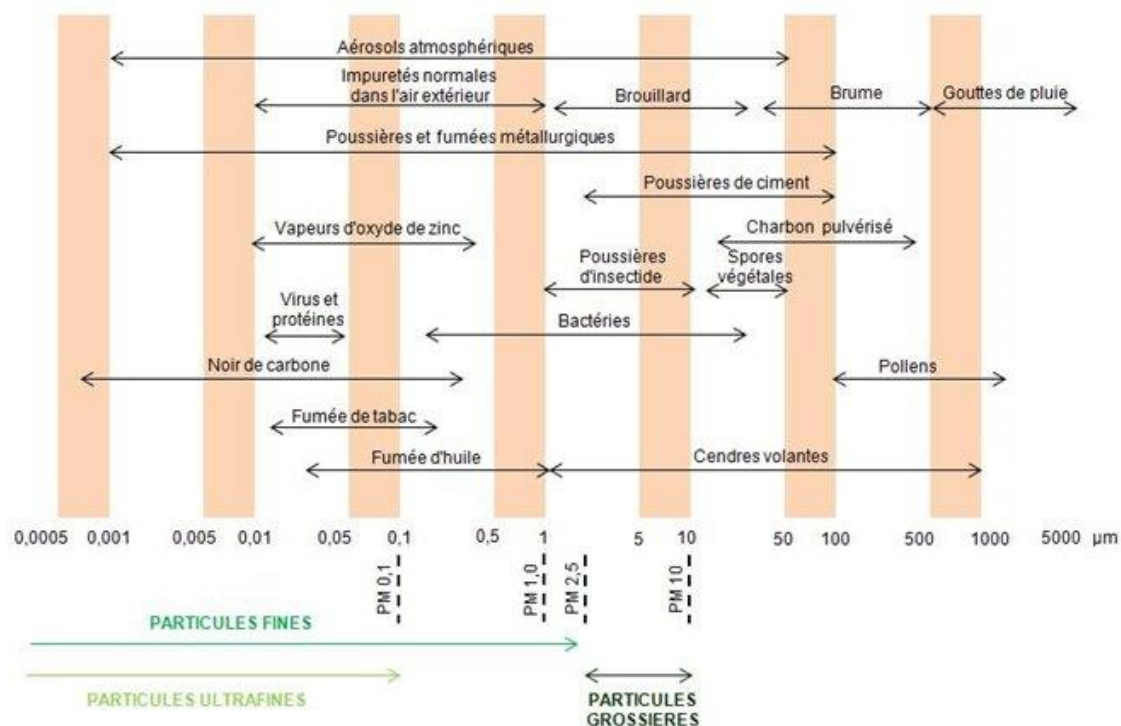 Aérosols atmosphériques
Impuretés normales
dans l'air extérieur
Brouillard
Brume
Gouttes de pluie
Poussières et fumées métallurgiques
Poussières de ciment
Vapeurs d'oxyde de zinc
Charbon pulvérisé
Poussières
d'insectide
Spores
végétales
Virus et
protéines
Bactéries
Noir de carbone
Pollens
Fumée de tabac
Fumée d'huile
Cendres volantes
0,0005 0,001 0,005 0,01 0,05 0,1 0,5 1 5 10 50 100 500 1000 5000 µm
PM 0,1
PM 1,0
PM 2,5
PM 10
PARTICULES FINES
PARTICULES ULTRAFINES
PARTICULES
GROSSIERES